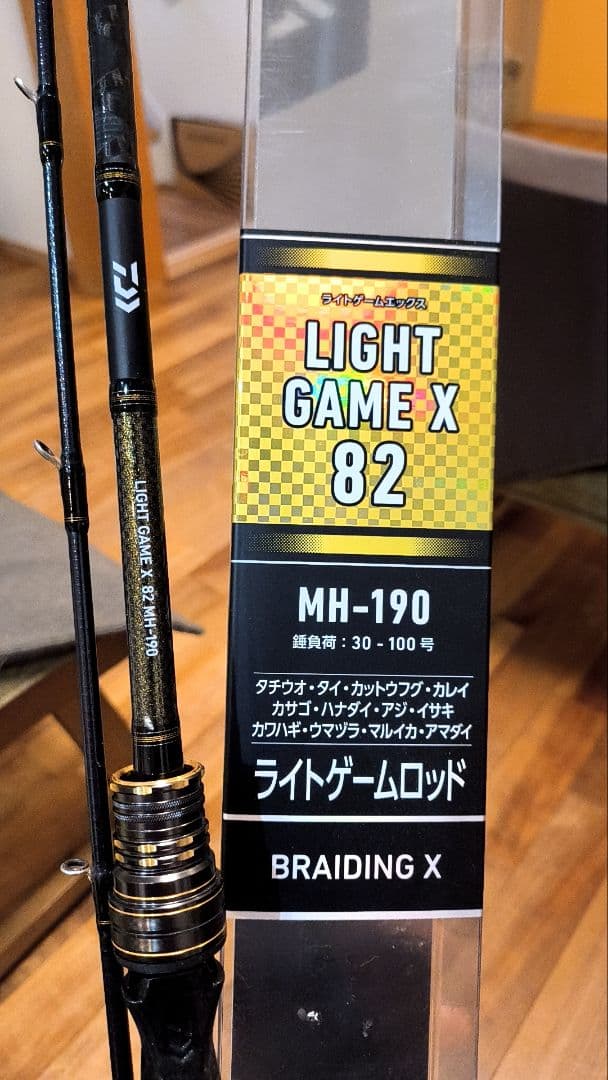 LIGHT GAME X 82 MH-190
ライトゲームエックス
LIGHT
GAME X
82
MH-190
錘負荷：30 - 100 号
タチウオ・タイ・カットウフグ・カレイ
カサゴ・ハナダイ・アジ・イサキ
カワハギ・ウマヅラ・マルイカ・アマダイ
ライトゲームロッド
BRAIDING X